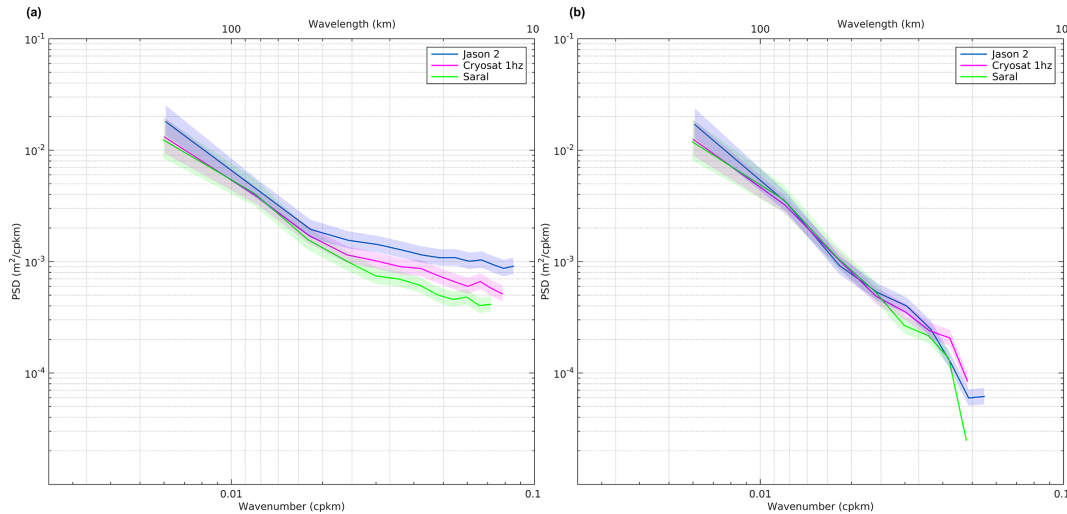 (a)
Wavelength (km)
100
10
10^-1
10^-2
10^-3
10^-4
PSD (m^2/cpkm)
Jason 2
Cryosat 1hz
Saral
0.01
0.1
Wavenumber (cpkm)
(b)
Wavelength (km)
100
10
10^-1
10^-2
10^-3
10^-4
PSD (m^2/cpkm)
Jason 2
Cryosat 1hz
Saral
0.01
0.1
Wavenumber (cpkm)